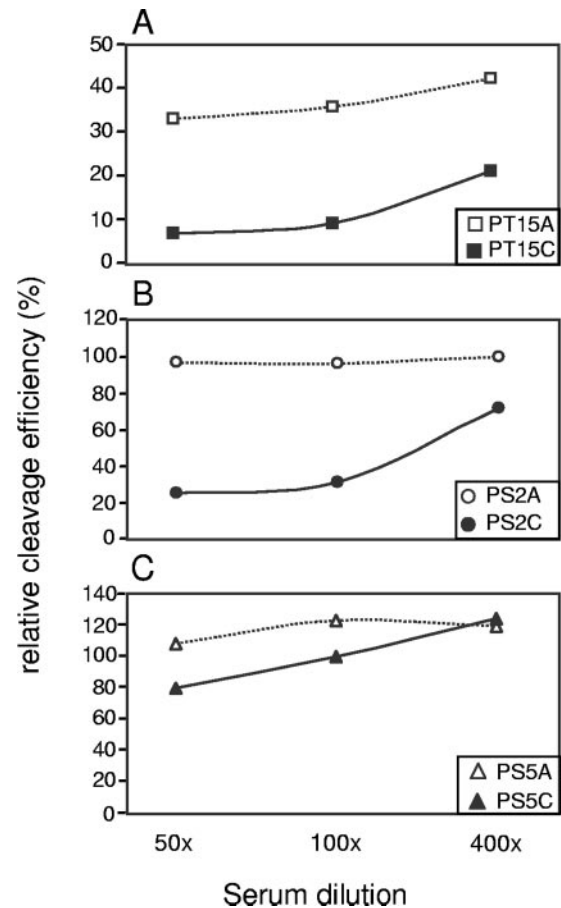 A
50
40
30
20
10
0
PT15A
PT15C
B
120
100
80
60
40
20
0
PS2A
PS2C
C
140
120
100
80
60
40
20
0
PS5A
PS5C
relative cleavage efficiency (%)
50x 100x 400x
Serum dilution